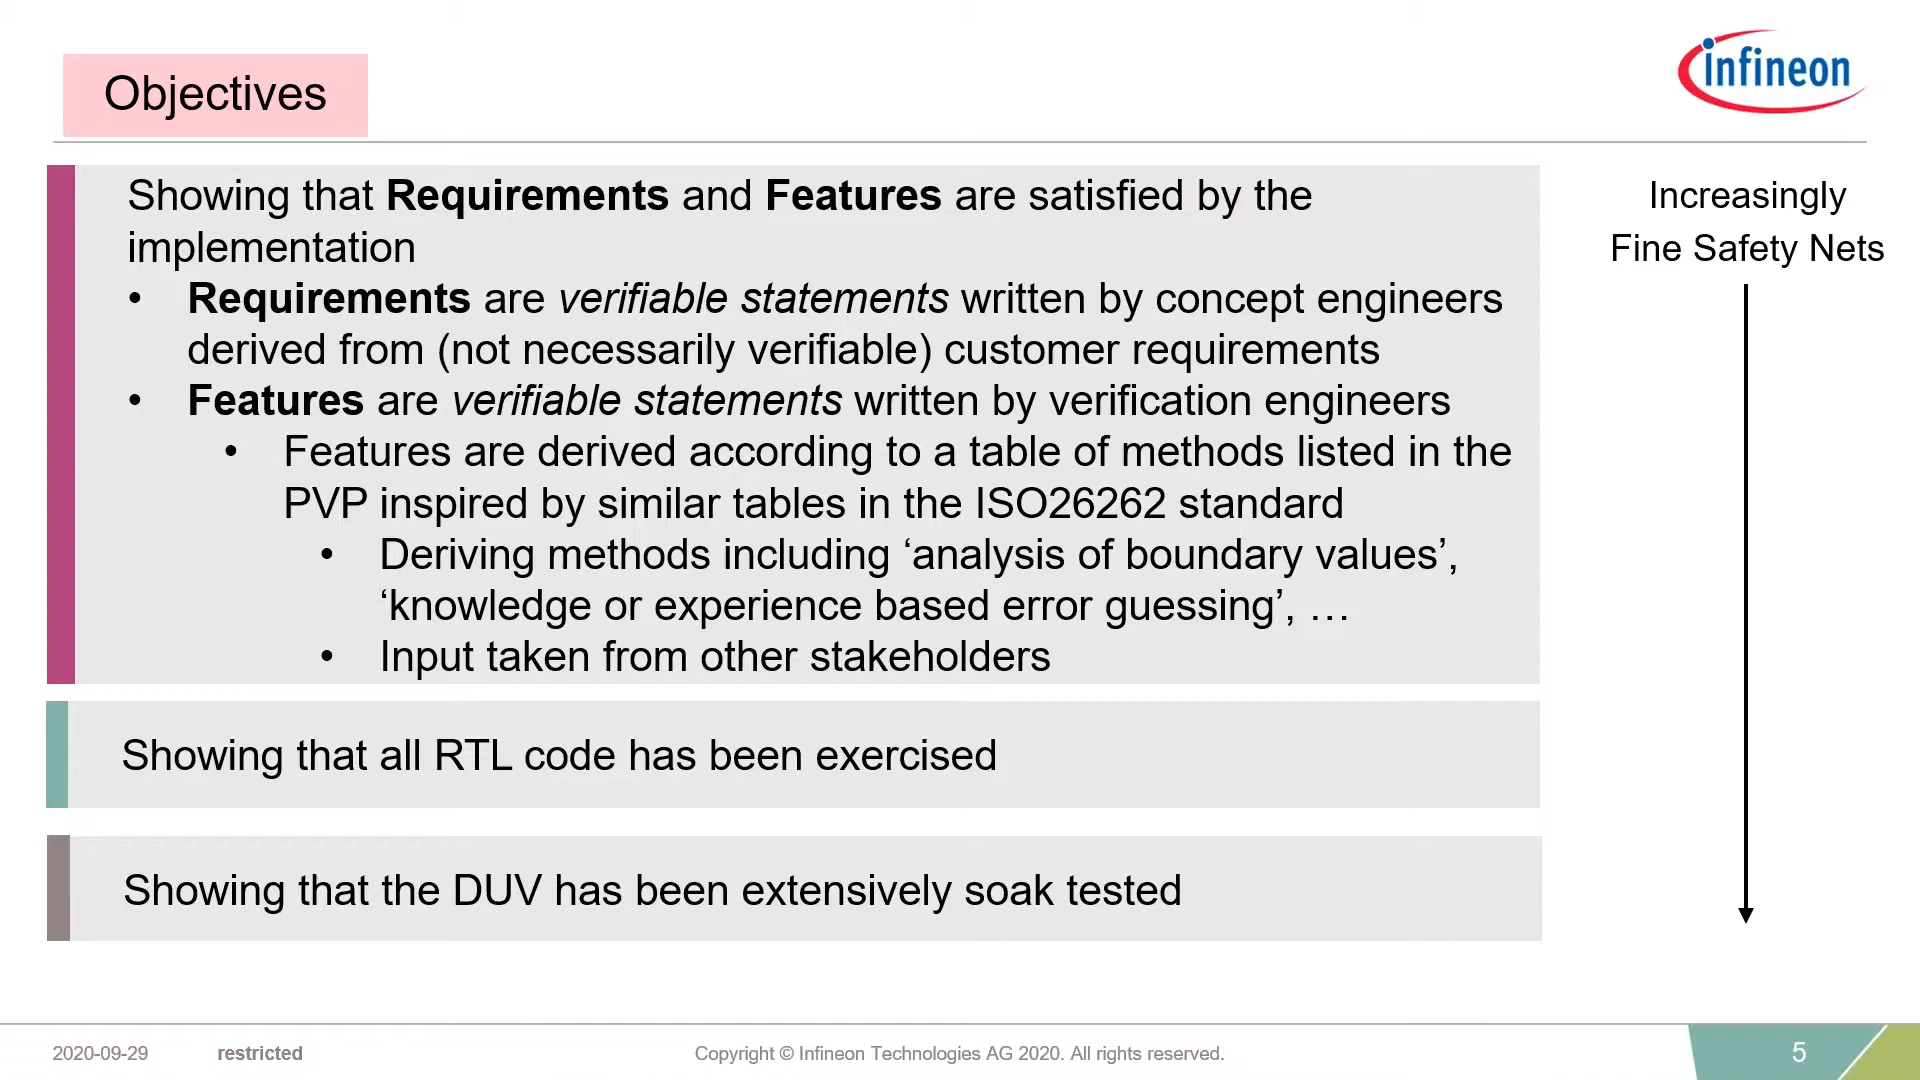 Objectives
infineon
Showing that Requirements and Features are satisfied by the
implementation
• Requirements are verifiable statements written by concept engineers
derived from (not necessarily verifiable) customer requirements
• Features are verifiable statements written by verification engineers
• Features are derived according to a table of methods listed in the
PVP inspired by similar tables in the ISO26262 standard
• Deriving methods including ‘analysis of boundary values’,
‘knowledge or experience based error guessing’, …
• Input taken from other stakeholders
Showing that all RTL code has been exercised
Showing that the DUV has been extensively soak tested
Increasingly
Fine Safety Nets
2020-09-29 restricted Copyright © Infineon Technologies AG 2020. All rights reserved. 5